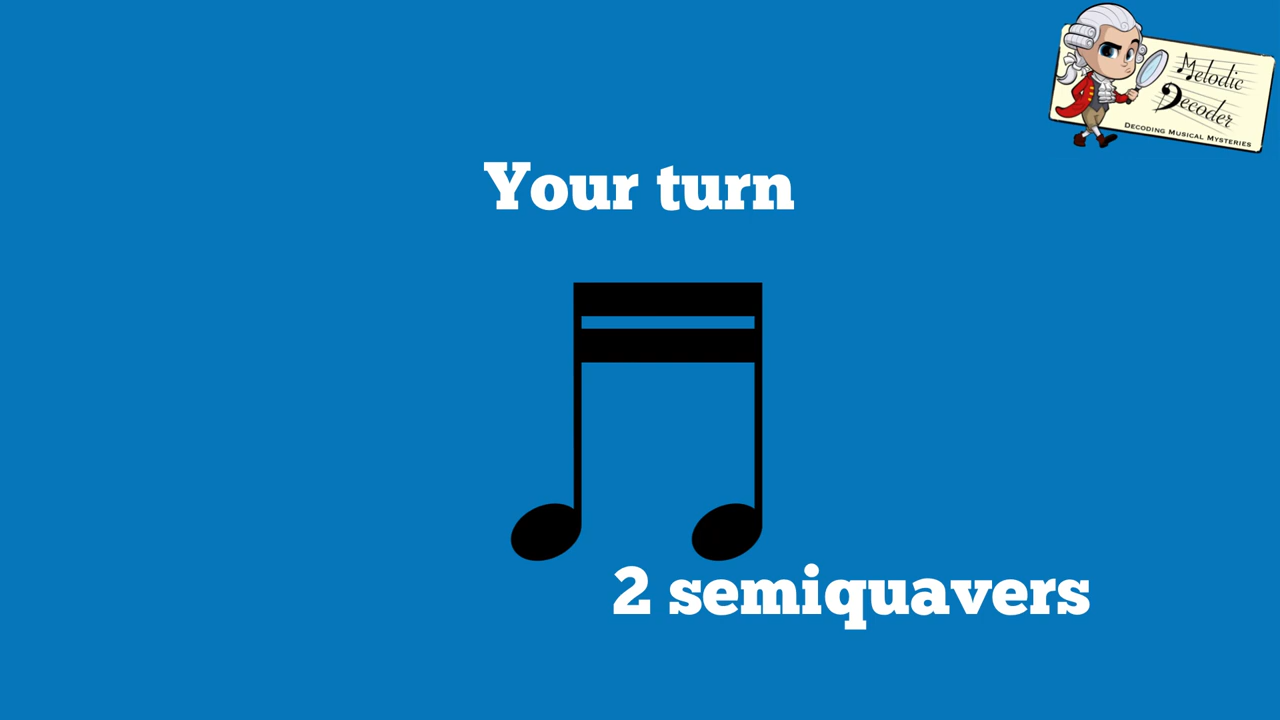 Melodic
Decoder
Decoding Musical Mysteries
Your turn
2 semiquavers